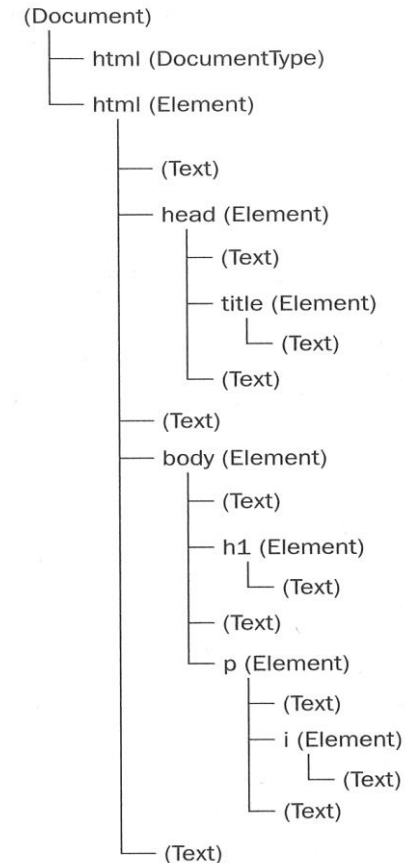 (Document)
html (DocumentType)
html (Element)
(Text)
head (Element)
(Text)
title (Element)
(Text)
(Text)
(Text)
body (Element)
(Text)
h1 (Element)
(Text)
(Text)
p (Element)
(Text)
i (Element)
(Text)
(Text)
(Text)